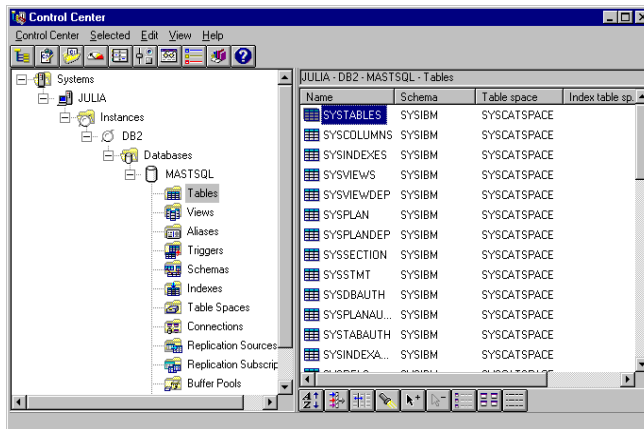 Control Center
Control Center Selected Edit View Help
Systems
JULIA
Instances
DB2
Databases
MASTSQL
Tables
Views
Aliases
Triggers
Schemas
Indexes
Table Spaces
Connections
Replication Sources
Replication Subscrip
Buffer Pools
JULIA - DB2 - MASTSQL - Tables
Name Schema Table space Index table sp.
SYSTABLES SYSIBM SYSCATSPACE
SYSCOLUMNS SYSIBM SYSCATSPACE
SYSINDEXES SYSIBM SYSCATSPACE
SYSVIEWS SYSIBM SYSCATSPACE
SYSVIEWDEP SYSIBM SYSCATSPACE
SYSPLAN SYSIBM SYSCATSPACE
SYSPLANDEP SYSIBM SYSCATSPACE
SYSSECTION SYSIBM SYSCATSPACE
SYSSTMT SYSIBM SYSCATSPACE
SYSDBAUTH SYSIBM SYSCATSPACE
SYSPLANAU... SYSIBM SYSCATSPACE
SYSTABAUTH SYSIBM SYSCATSPACE
SYSINDEXA... SYSIBM SYSCATSPACE